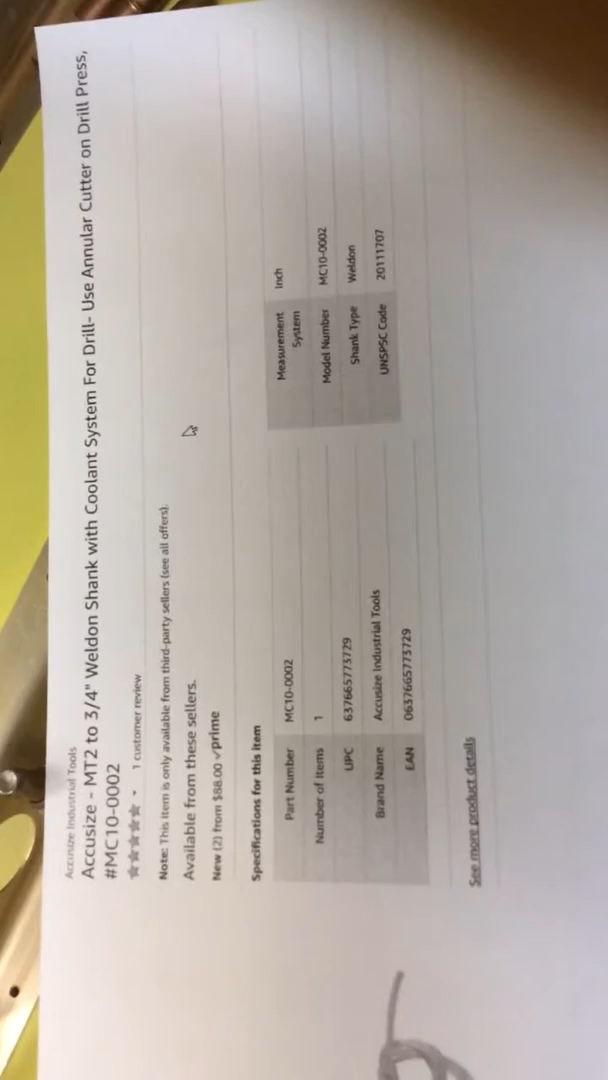 Accusize Industrial Tools
Accusize - MT2 to 3/4" Weldon Shank with Coolant System For Drill- Use Annular Cutter on Drill Press,
#MC10-0002
1 customer review
Note: This item is only available from third-party sellers (see all offers).
Available from these sellers.
New (2) from $88.00 ✓prime
Specifications for this item
Part Number MC10-0002
Number of Items 1
UPC 637665773729
Brand Name Accusize Industrial Tools
EAN 0637665773729
Measurement System Inch
Model Number MC10-0002
Shank Type Weldon
UNSPSC Code 20111707
See more product details